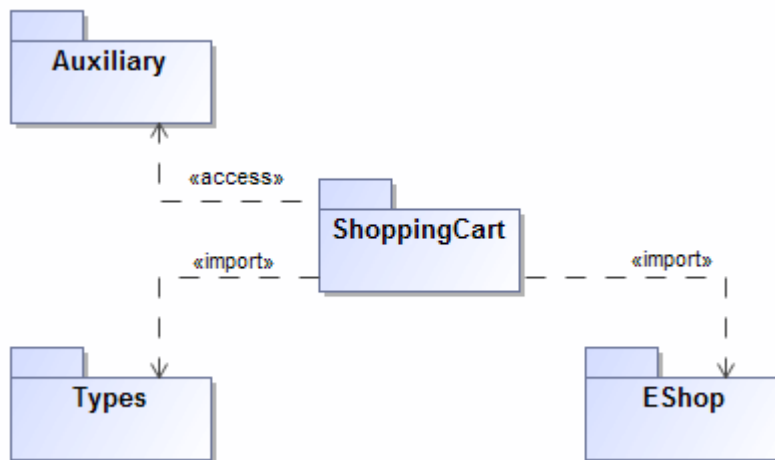 Auxiliary
«access»
ShoppingCart
«import»
«import»
Types
EShop